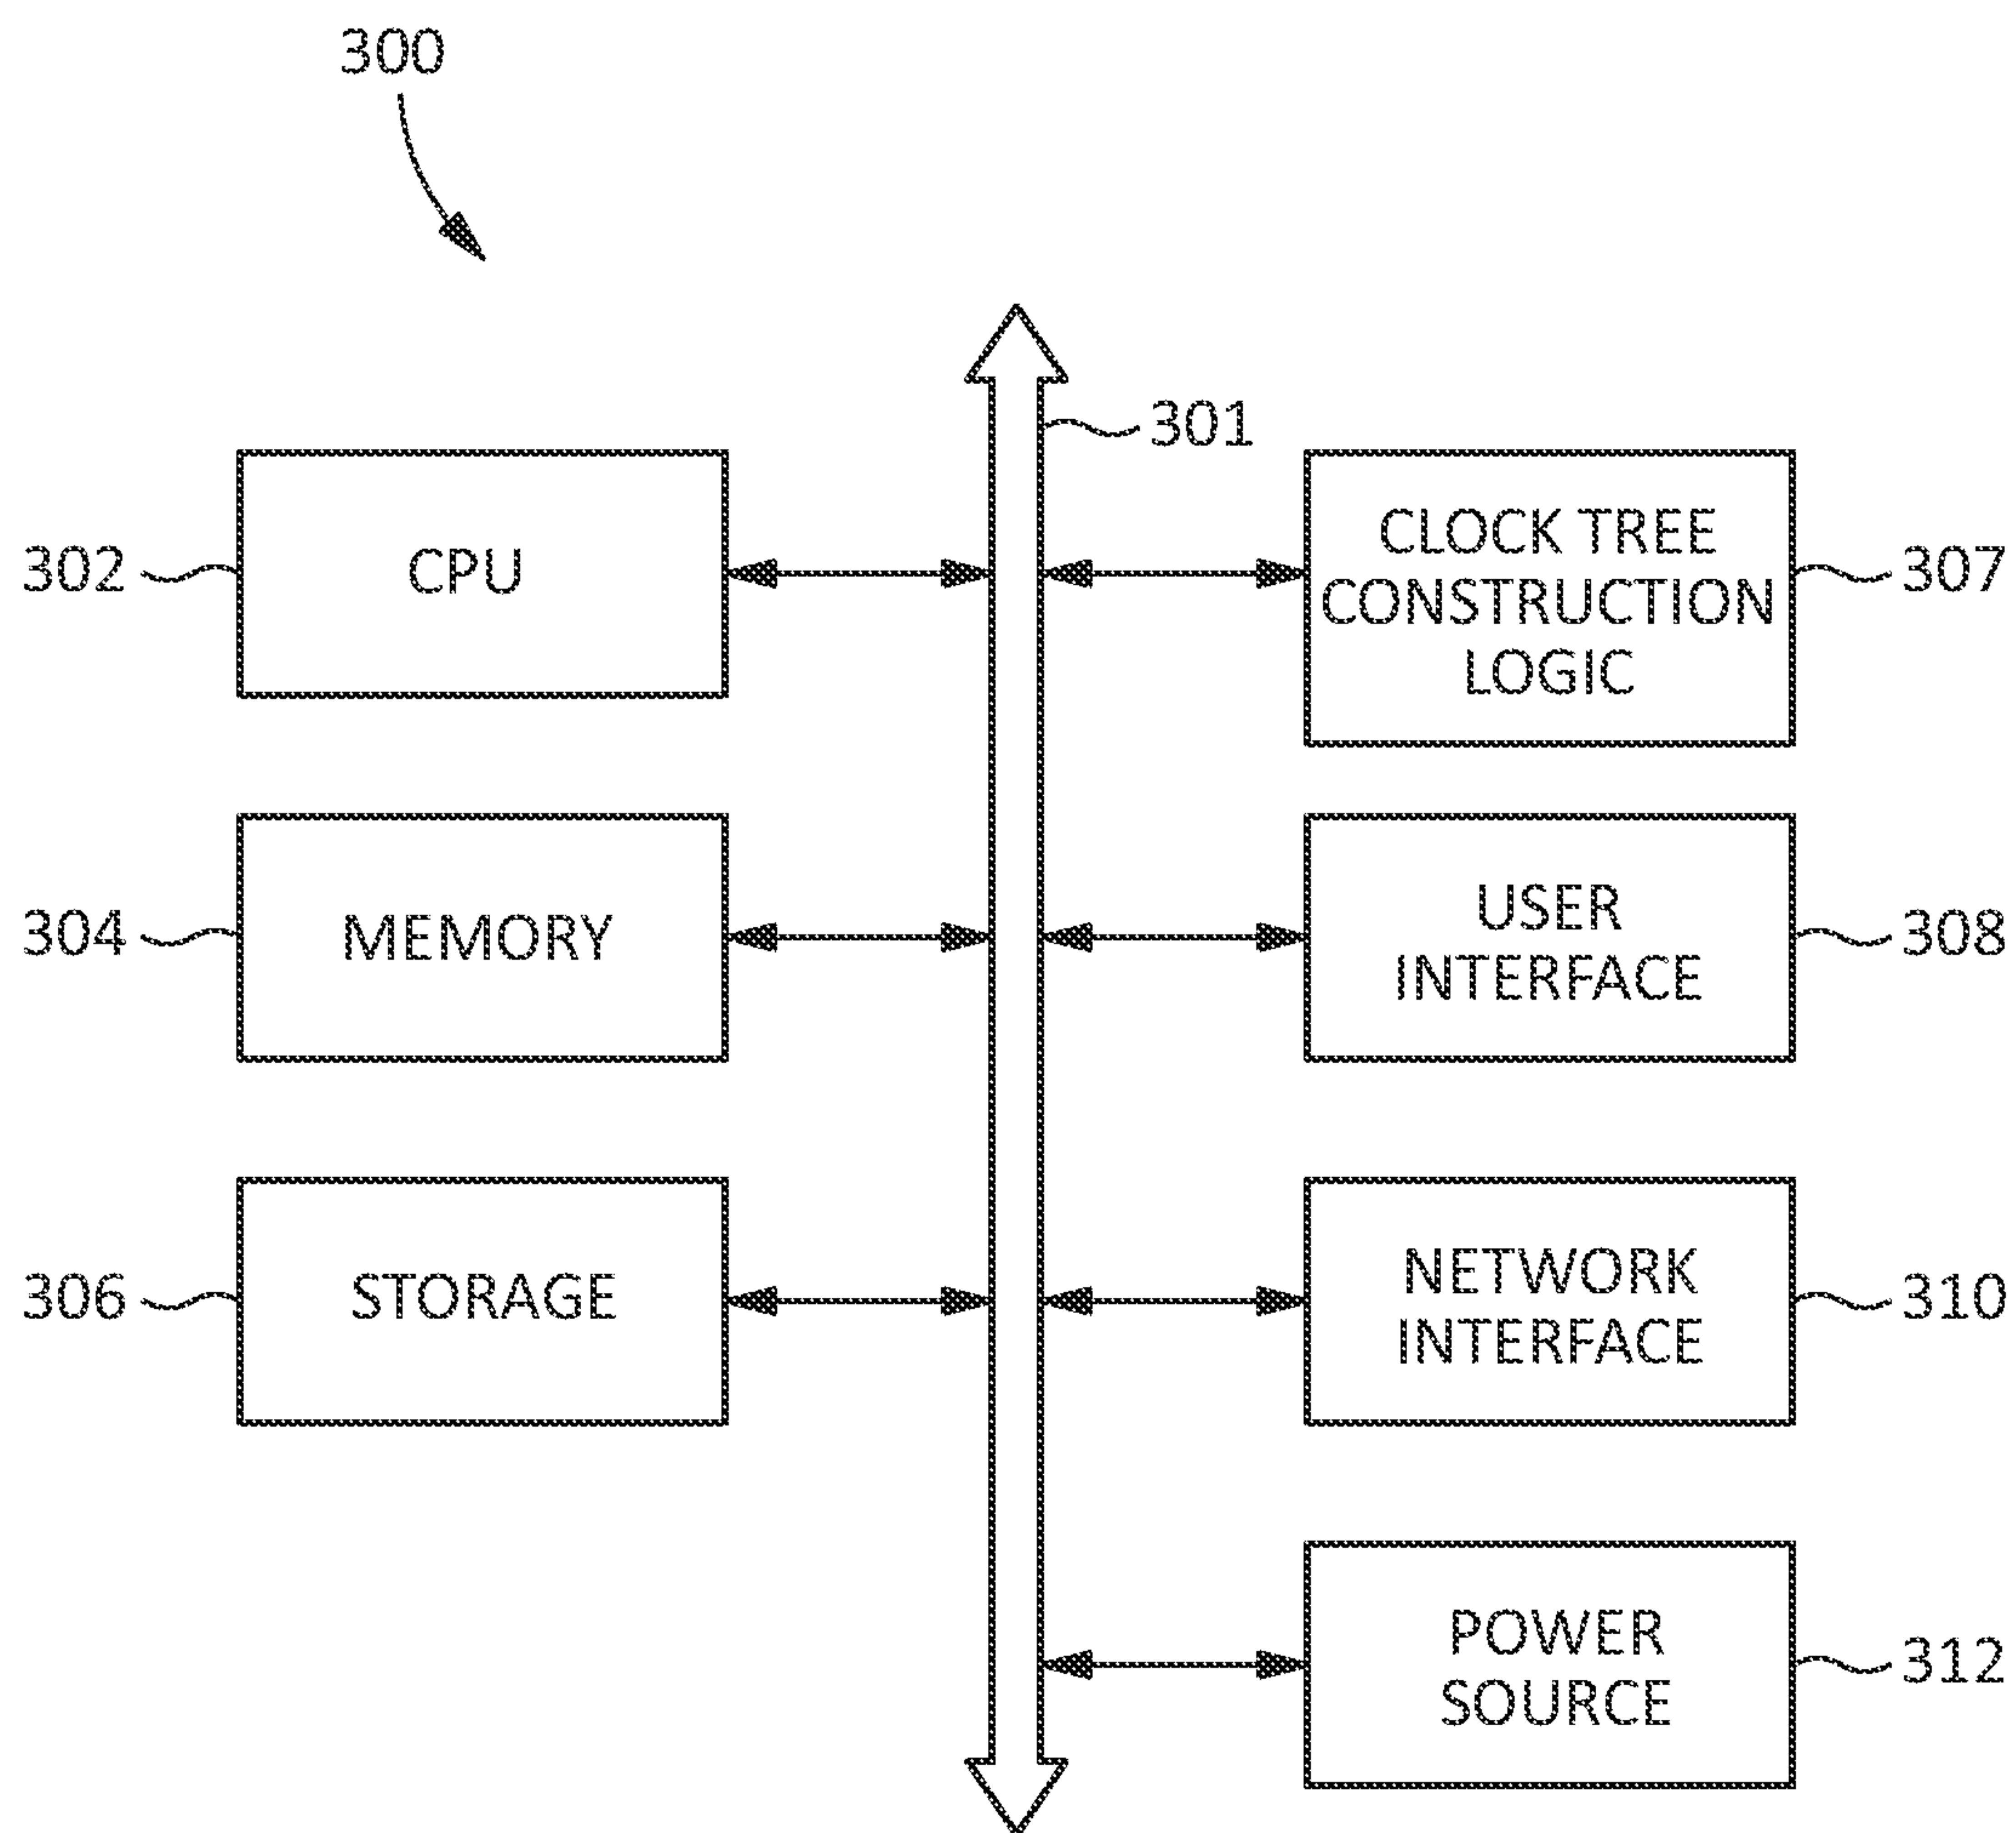 300
301
302
CPU
CLOCK TREE
CONSTRUCTION
LOGIC
307
304
MEMORY
USER
INTERFACE
308
306
STORAGE
NETWORK
INTERFACE
310
POWER
SOURCE
312